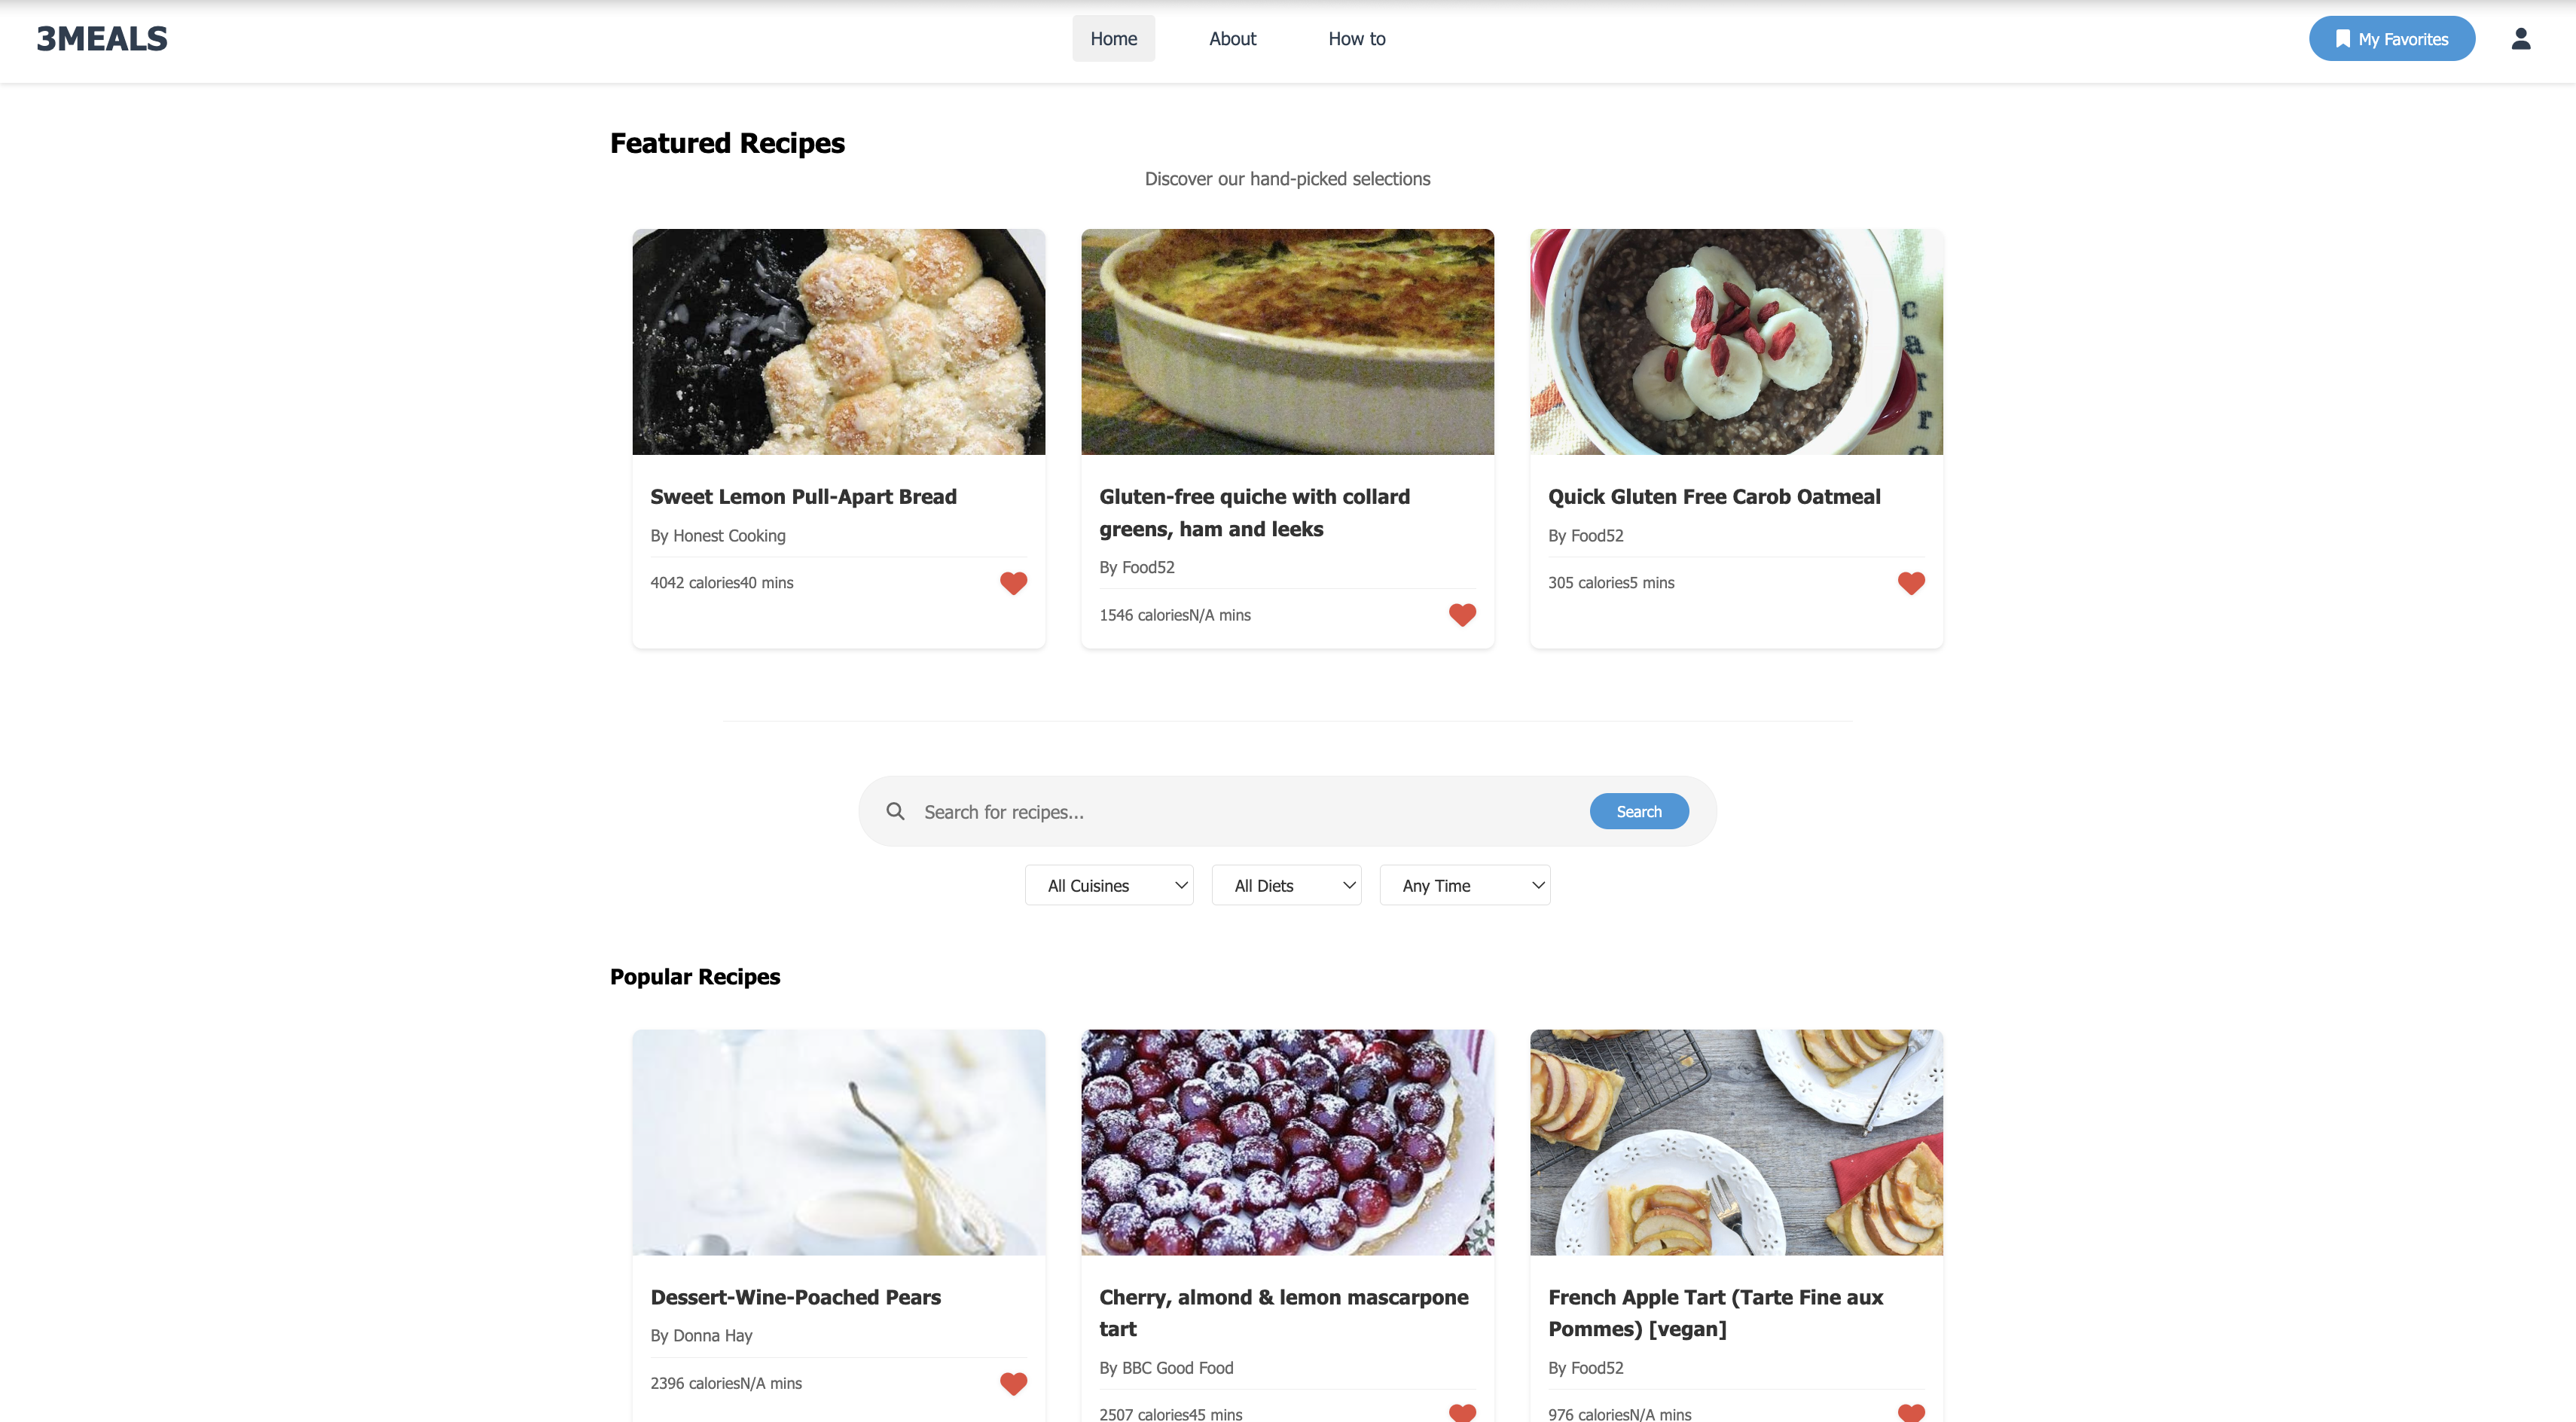 3MEALS
Home
About
How to
My Favorites
Featured Recipes
Discover our hand-picked selections
caro
Sweet Lemon Pull-Apart Bread
By Honest Cooking
4042 calories40 mins
Gluten-free quiche with collard
greens, ham and leeks
By Food52
1546 caloriesN/A mins
Quick Gluten Free Carob Oatmeal
By Food52
305 calories5 mins
Search for recipes...
Search
All Cuisines
All Diets
Any Time
Popular Recipes
Dessert-Wine-Poached Pears
By Donna Hay
2396 caloriesN/A mins
Cherry, almond & lemon mascarpone
tart
By BBC Good Food
2507 calories45 mins
French Apple Tart (Tarte Fine aux
Pommes) [vegan]
By Food52
976 caloriesN/A mins